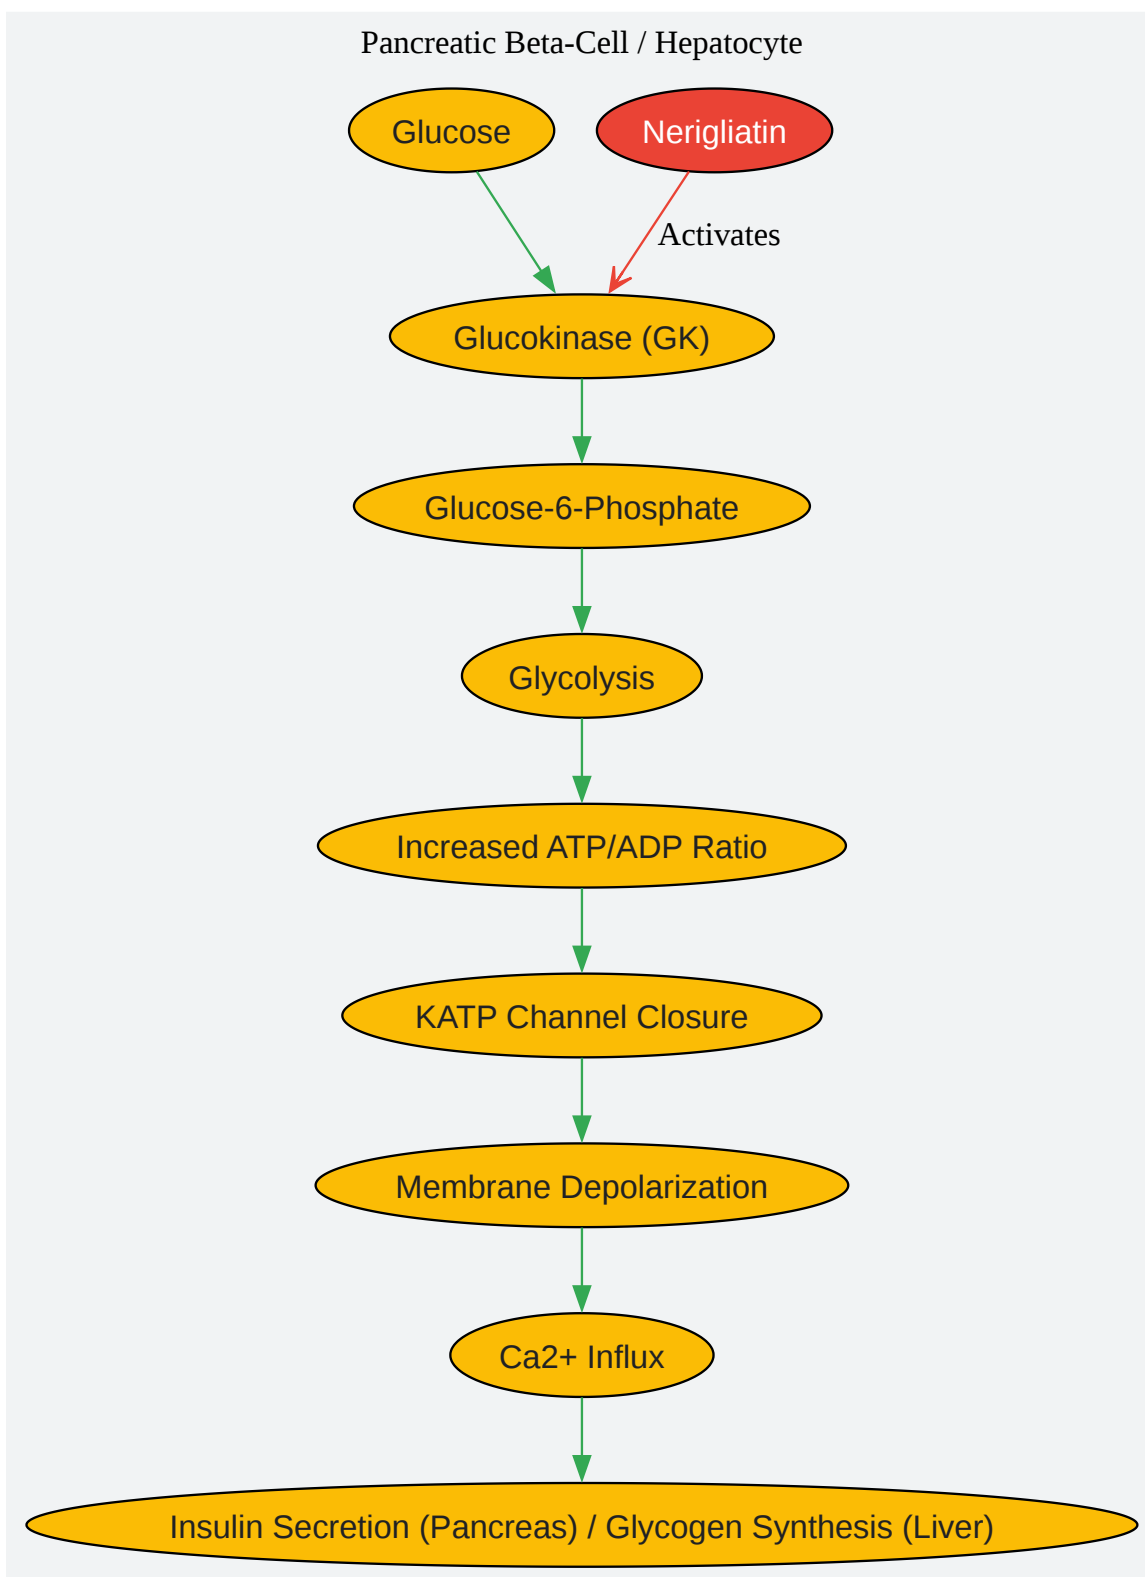 Pancreatic Beta-Cell / Hepatocyte
Glucose
Nerigliatin
Activates
Glucokinase (GK)
Glucose-6-Phosphate
Glycolysis
Increased ATP/ADP Ratio
KATP Channel Closure
Membrane Depolarization
Ca2+ Influx
Insulin Secretion (Pancreas) / Glycogen Synthesis (Liver)